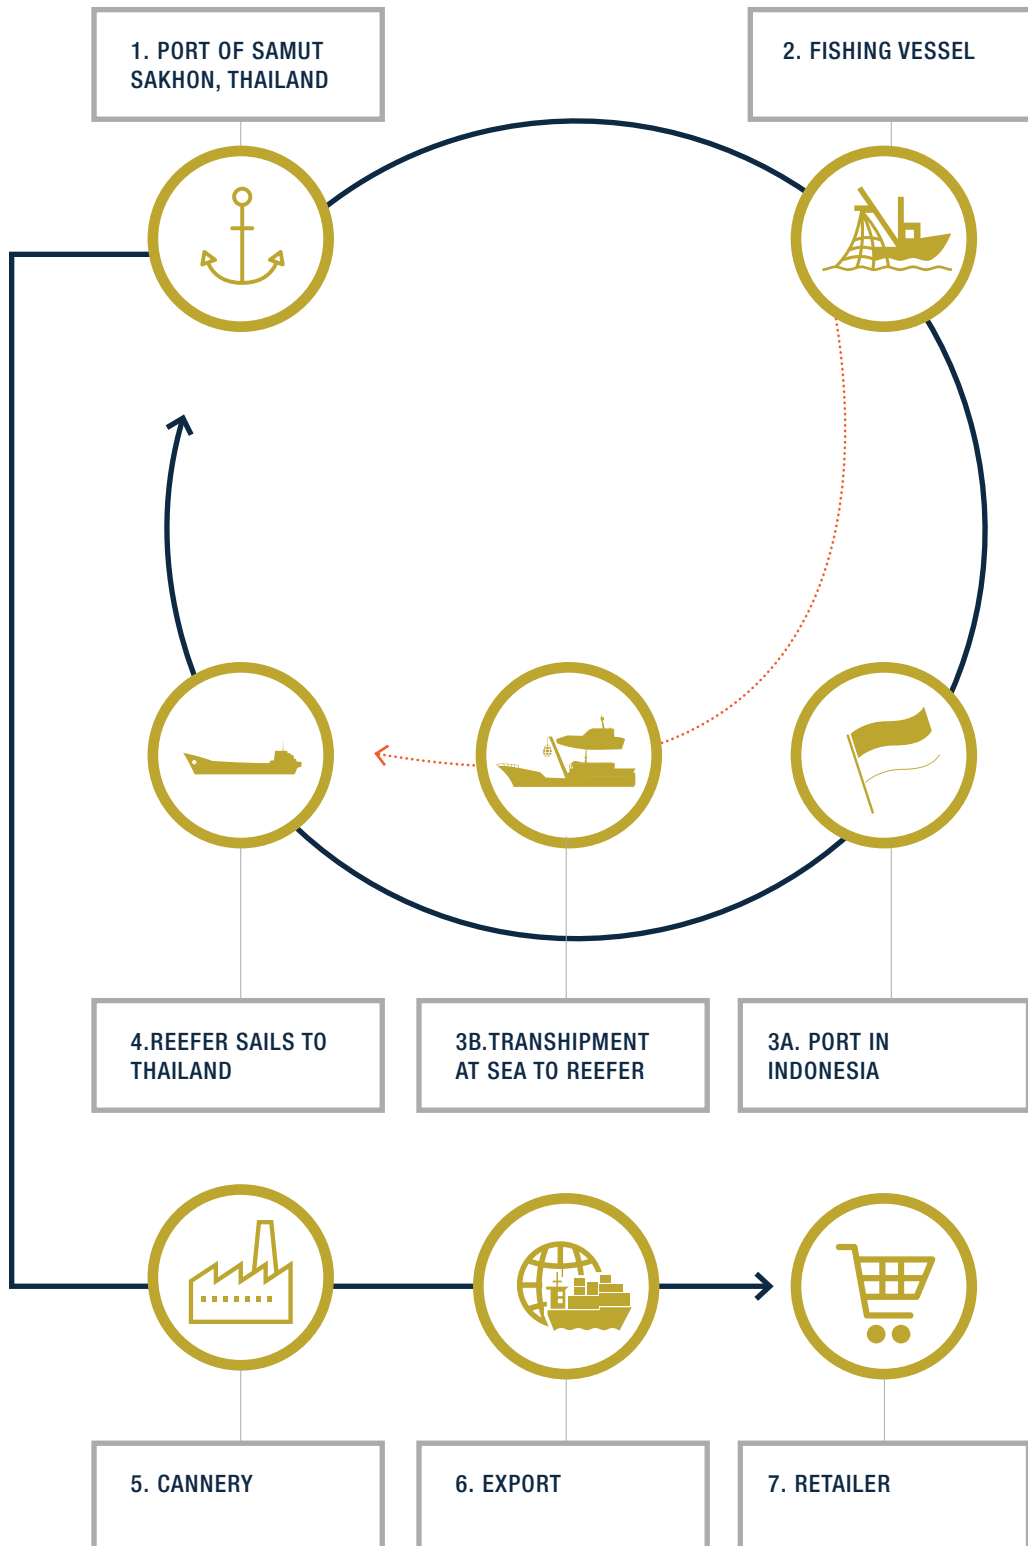 1. PORT OF SAMUT
SAKHON, THAILAND
2. FISHING VESSEL
4.REEFER SAILS TO
THAILAND
3B.TRANSHIPMENT
AT SEA TO REEFER
3A. PORT IN
INDONESIA
5. CANNERY
6. EXPORT
7. RETAILER